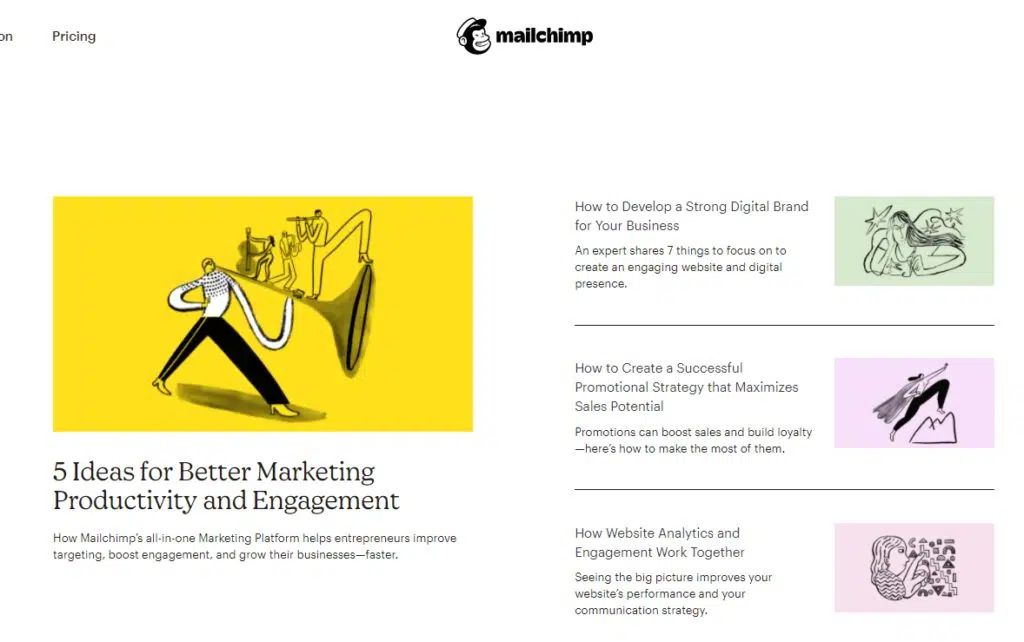 on
Pricing
mailchimp
5 Ideas for Better Marketing
Productivity and Engagement
How Mailchimp's all-in-one Marketing Platform helps entrepreneurs improve
targeting, boost engagement, and grow their businesses—faster.
How to Develop a Strong Digital Brand
for Your Business
An expert shares 7 things to focus on to
create an engaging website and digital
presence.
How to Create a Successful
Promotional Strategy that Maximizes
Sales Potential
Promotions can boost sales and build loyalty
—here's how to make the most of them.
How Website Analytics and
Engagement Work Together
Seeing the big picture improves your
website's performance and your
communication strategy.